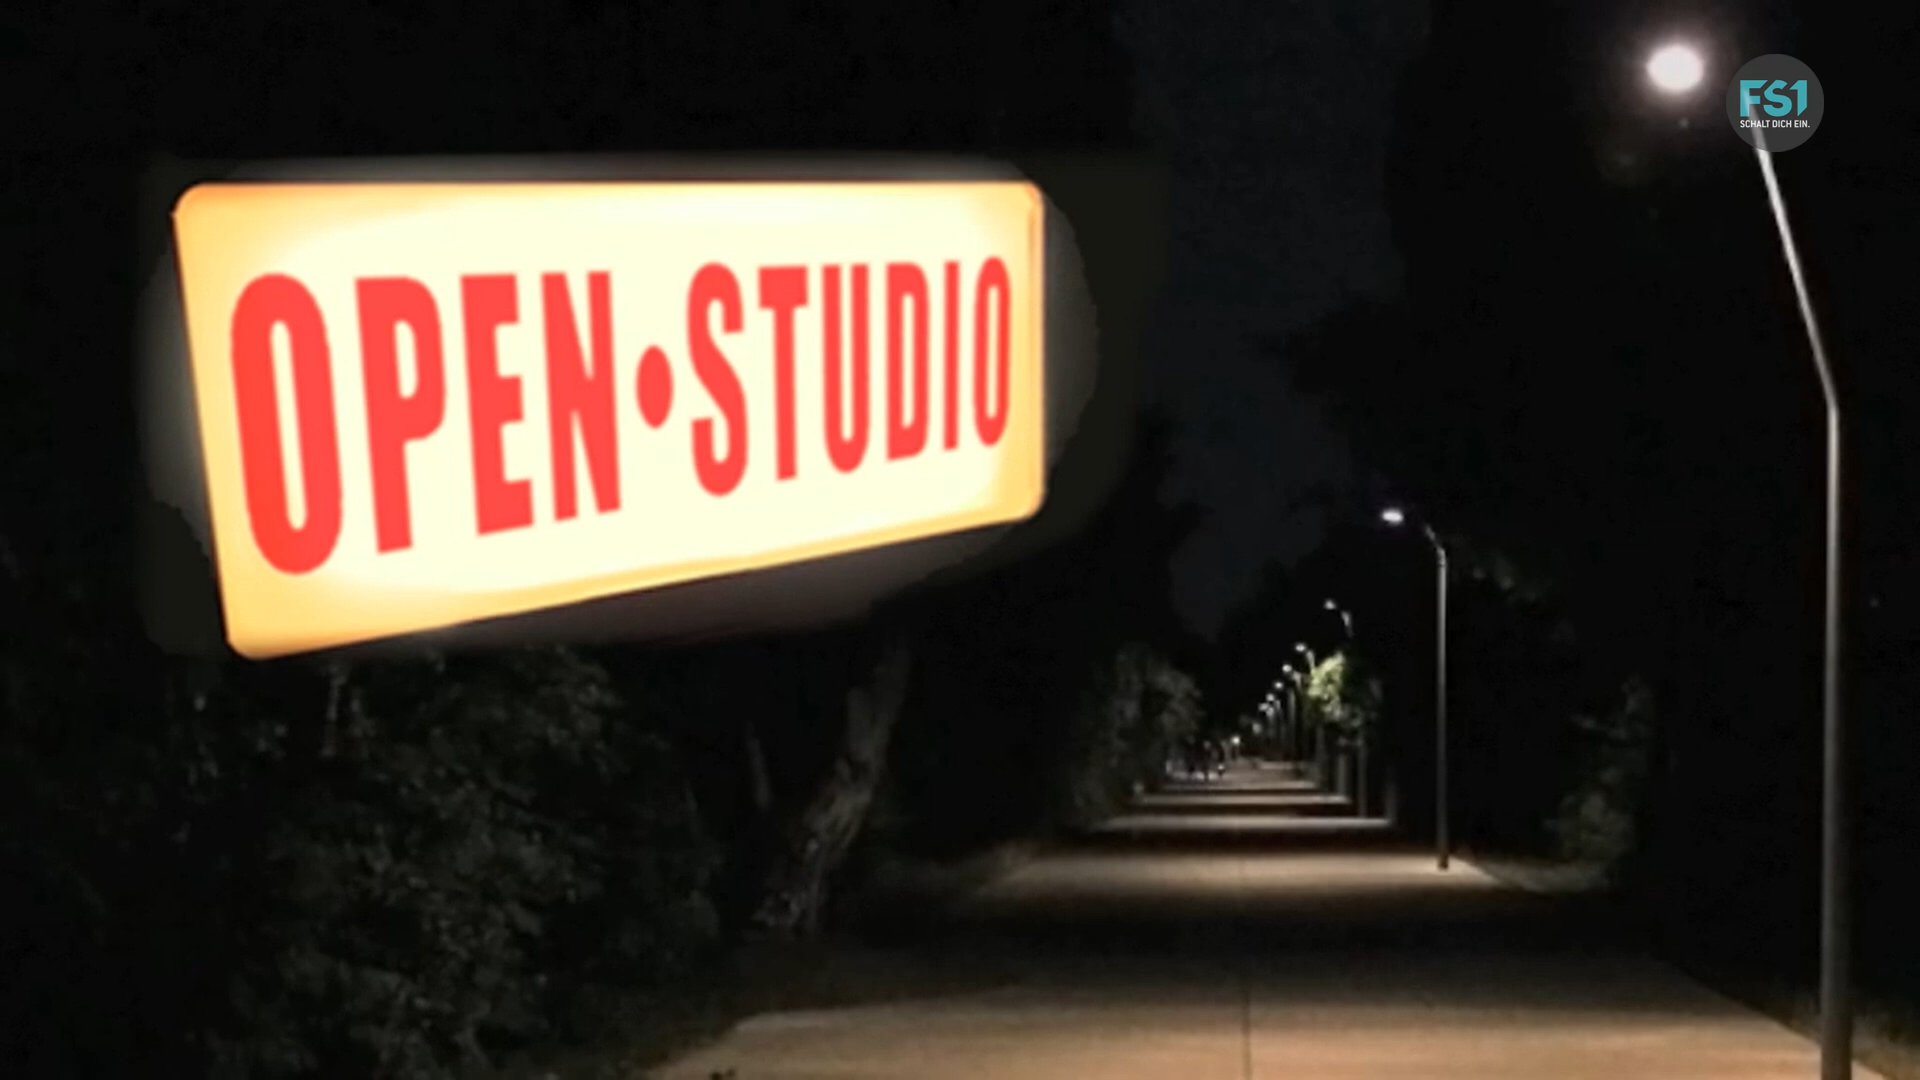 OPEN•STUDIO
FS1
SCHALT DICH EIN.